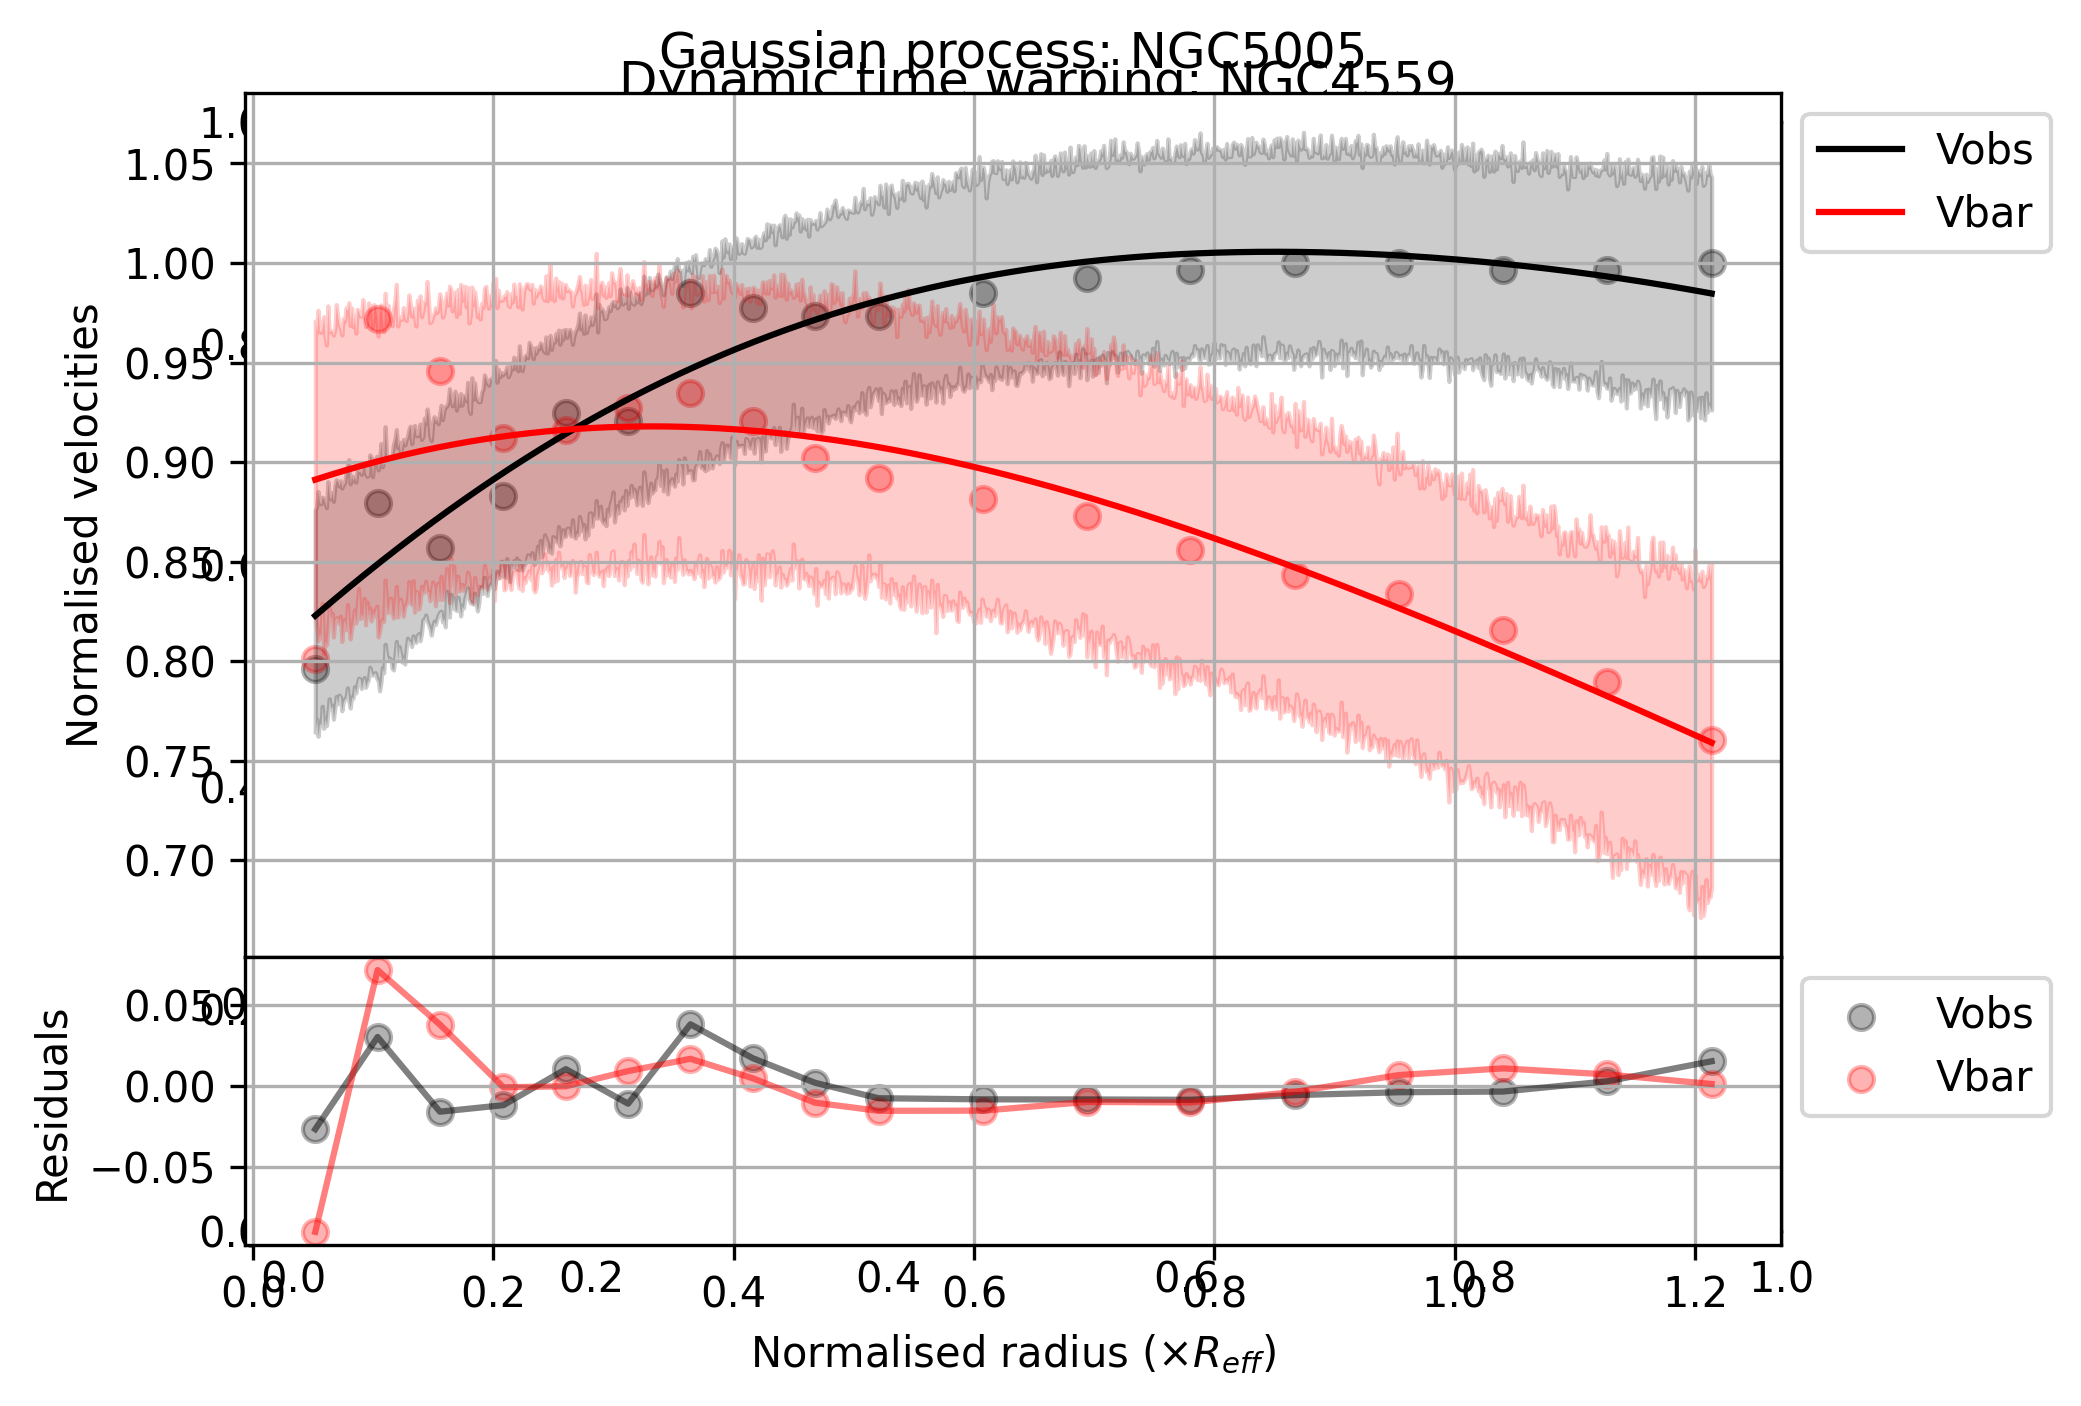 Gaussian process: NGC5005
Dynamic time warping: NGC4559
Normalised velocities
1.05
1.00
0.95
0.90
0.85
0.80
0.75
0.70
Vobs
Vbar
Residuals
0.05
0.00
−0.05
Vobs
Vbar
0.0 0.2 0.4 0.6 0.8 1.0
0.0 0.2 0.4 0.6 0.8 1.0 1.2
Normalised radius (×R_eff)